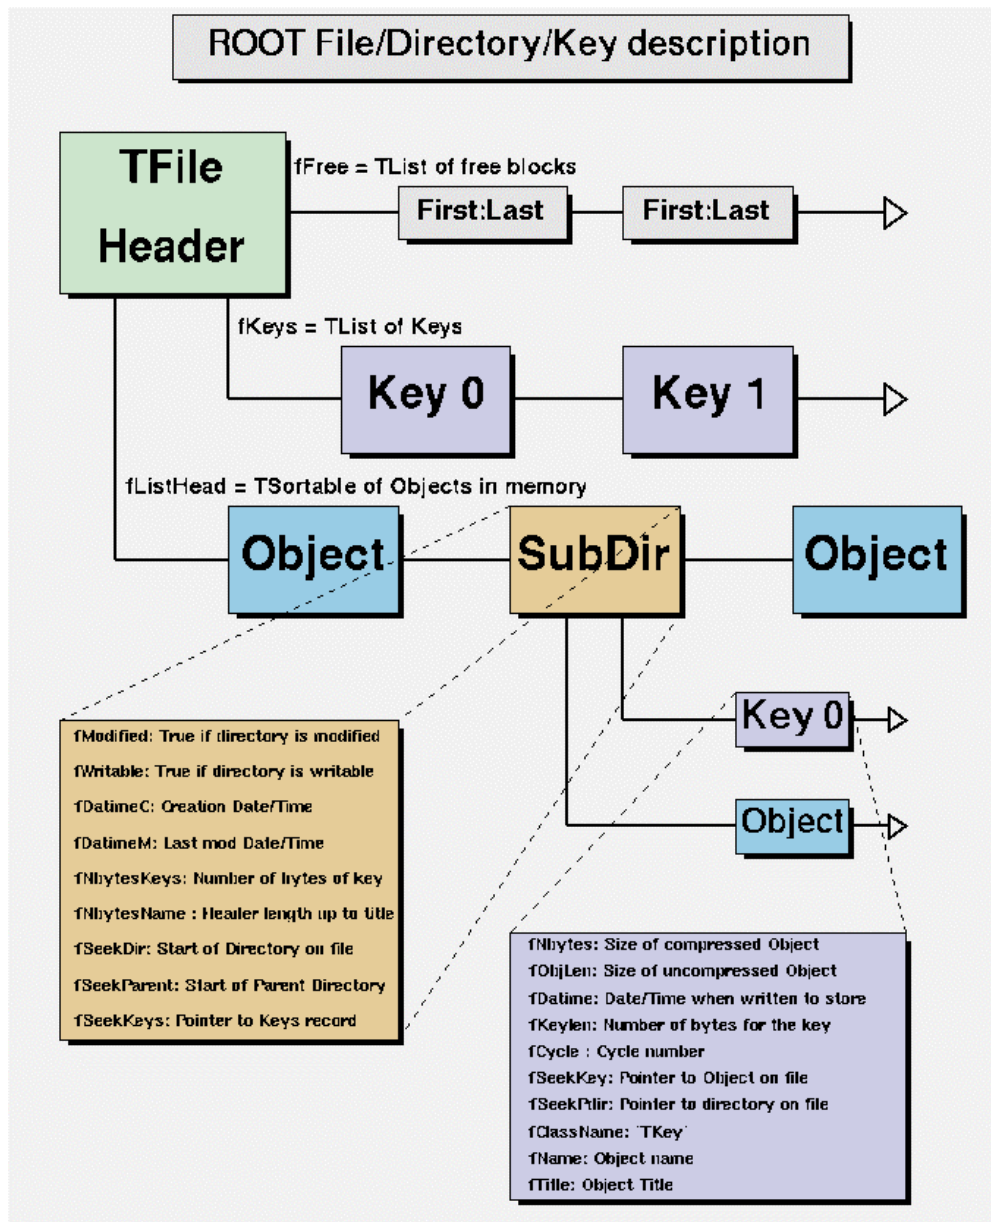 ROOT File/Directory/Key description
TFile
Header
fFree = TList of free blocks
First:Last
First:Last
fKeys = TList of Keys
Key 0
Key 1
fListHead = TSortable of Objects in memory
Object
SubDir
Object
Key 0
Object
fModified: True if directory is modified
fWritable: True if directory is writable
fDatimeC: Creation Date/Time
fDatimeM: Last mod Date/Time
fNbytesKeys: Number of bytes of key
fNbytesName : Header length up to title
fSeekDir: Start of Directory on file
fSeekParent: Start of Parent Directory
fSeekKeys: Pointer to Keys record
fNbytes: Size of compressed Object
fObjLen: Size of uncompressed Object
fDatime: Date/Time when written to store
fKeylen: Number of bytes for the key
fCycle : Cycle number
fSeekKey: Pointer to Object on file
fSeekPdir: Pointer to directory on file
fClassName: 'TKey'
fName: Object name
fTitle: Object Title